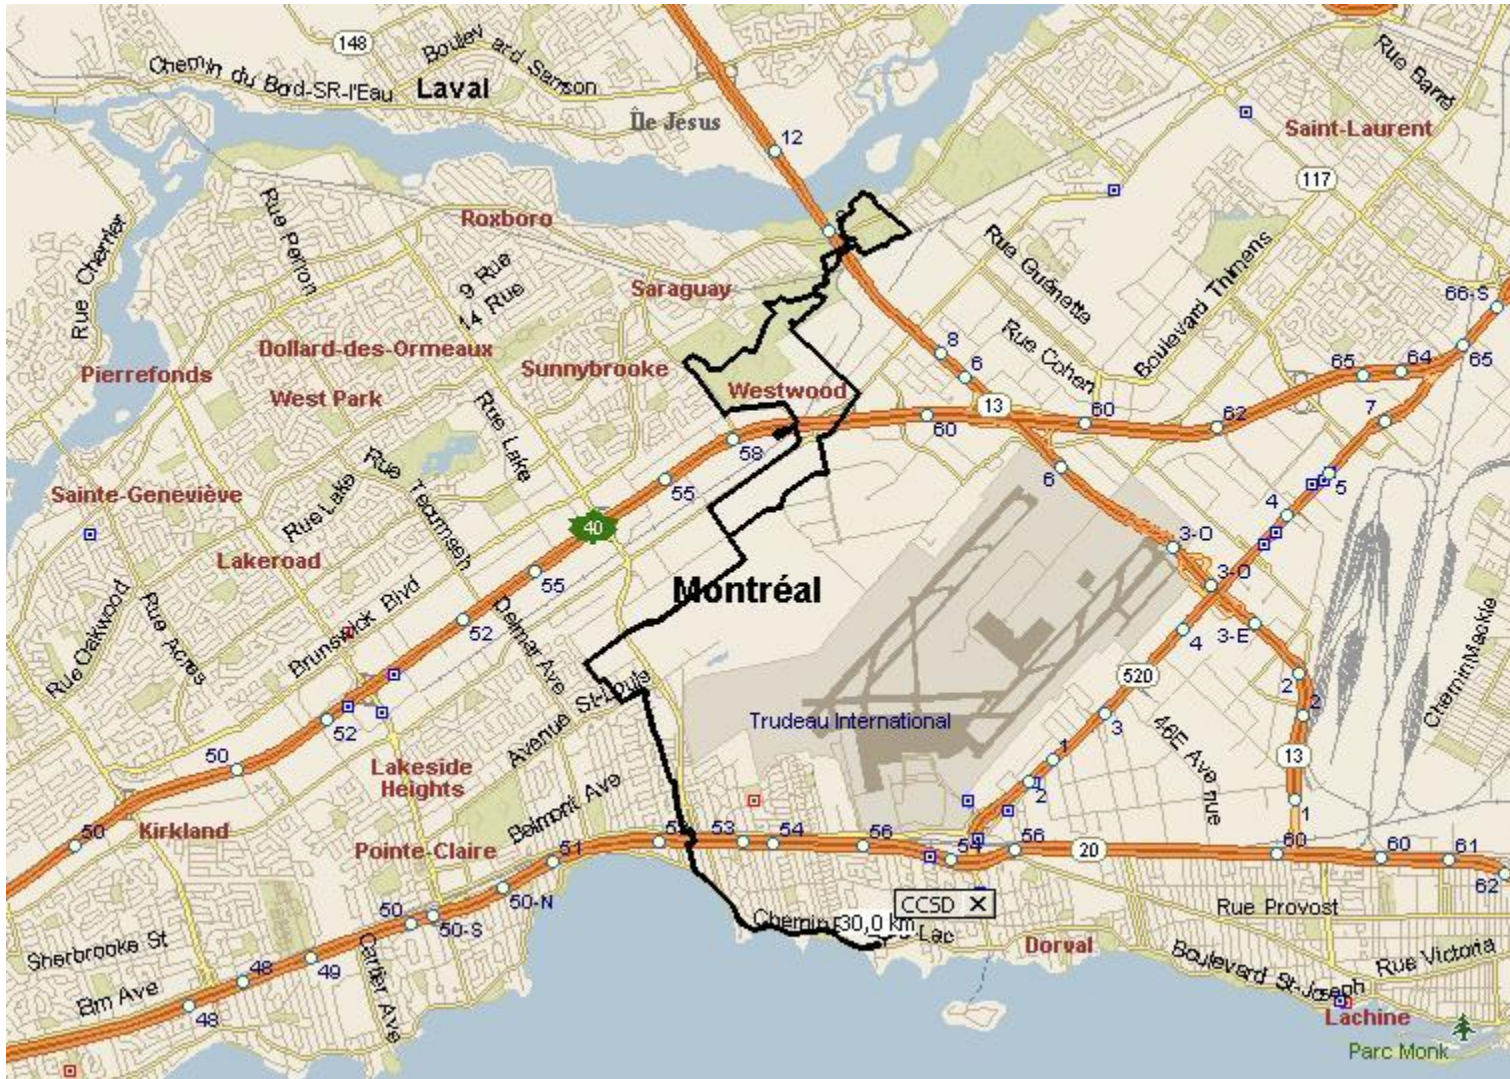 148
Boulevard Samson
Rue Barré
Chemin du Bord-SR-l'Eau
Laval
Île Jésus
Saint-Laurent
12
117
Rue Cherrier
Rue Perron
Roxboro
Rue Guénette
Boulevard Thimens
9 Rue
Saraguay
14 Rue
66-S
Rue Cohen
8
65
Dollard-des-Ormeaux
Sunnybrooke
6
65
64
Pierrefonds
West Park
Westwood
13
7
60
62
60
Rue Lake
58
Rue Tecumseh
6
5
55
Sainte-Geneviève
Rue Lake
4
40
3-O
Lakeroad
55
3-O
Montréal
Rue Oakwood
Rue Acres
Brunswick Blvd
Delmar Ave
52
3-E
4
Chemin Mackie
520
2
2
Avenue St-Louis
Trudeau International
3
46E Avenue
52
50
1
13
Lakeside
Heights
2
1
50
Kirkland
Belmont Ave
Pointe-Claire
51
53
54
56
54
56
20
60
60
61
62
50-N
50
50-S
CCSD
Rue Provost
30,0 km
Lac
Sherbrooke St
Dorval
Rue Victoria
Boulevard St-Joseph
49
48
Elm Ave
Cartier Ave
48
Lachine
Parc Monk